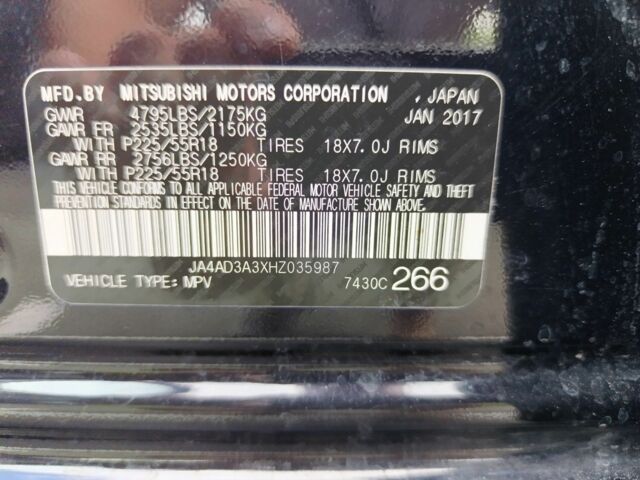 MFD.BY MITSUBISHI MOTORS CORPORATION , JAPAN
GVWR 4795LBS/2175KG JAN 2017
GAWR FR 2535LBS/1150KG
WITH P225/55R18 TIRES 18X7.0J RIMS
GAWR RR 2756LBS/1250KG
WITH P225/55R18 TIRES 18X7.0J RIMS
THIS VEHICLE CONFORMS TO ALL APPLICABLE FEDERAL MOTOR VEHICLE SAFETY AND THEFT
PREVENTION STANDARDS IN EFFECT ON THE DATE OF MANUFACTURE SHOWN ABOVE.
JA4AD3A3XHZ035987
VEHICLE TYPE: MPV 7430C 266